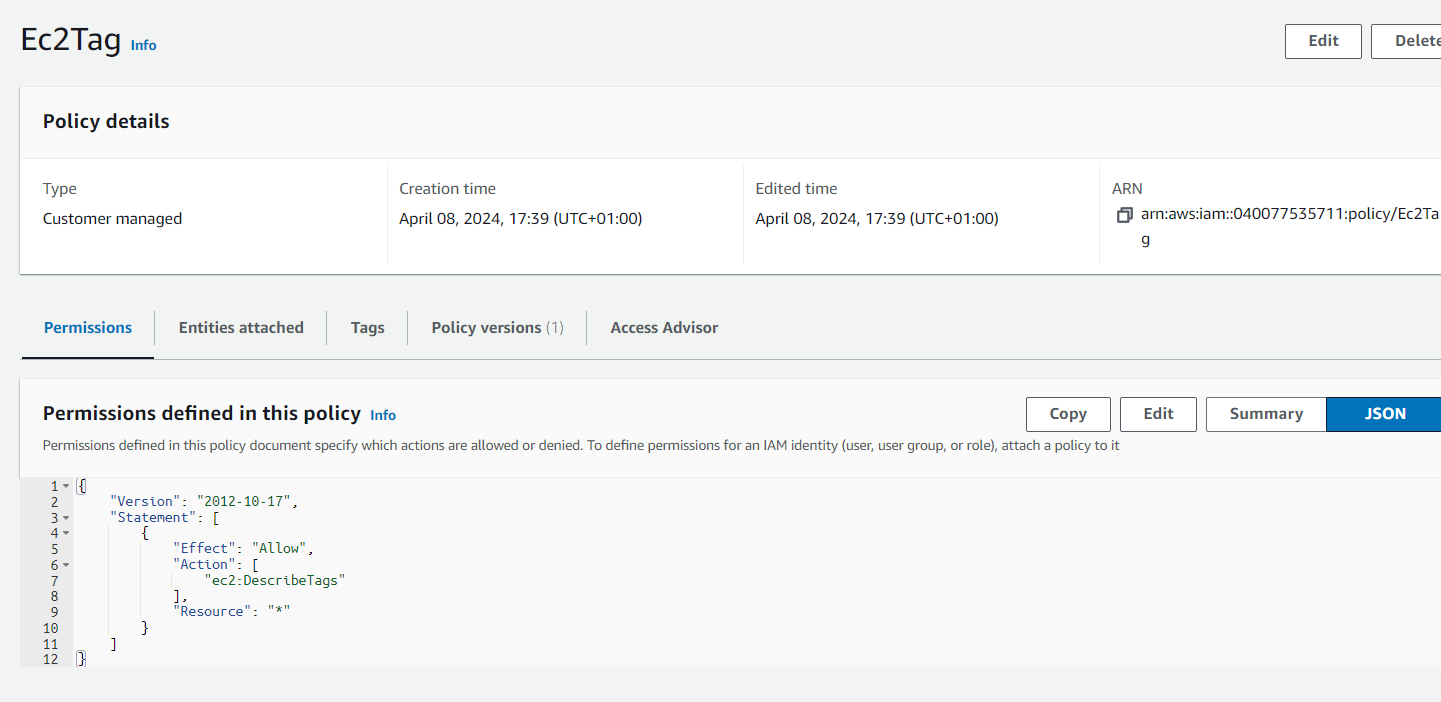 Ec2Tag Info
Edit
Delete
Policy details
Type
Creation time
Edited time
ARN
Customer managed
April 08, 2024, 17:39 (UTC+01:00)
April 08, 2024, 17:39 (UTC+01:00)
arn:aws:iam::040077535711:policy/Ec2Ta
g
Permissions
Entities attached
Tags
Policy versions (1)
Access Advisor
Permissions defined in this policy Info
Copy
Edit
Summary
JSON
Permissions defined in this policy document specify which actions are allowed or denied. To define permissions for an IAM identity (user, user group, or role), attach a policy to it
1 {
2 "Version": "2012-10-17",
3 "Statement": [
4 {
5 "Effect": "Allow",
6 "Action": [
7 "ec2:DescribeTags"
8 ],
9 "Resource": "*"
10 }
11 ]
12 }